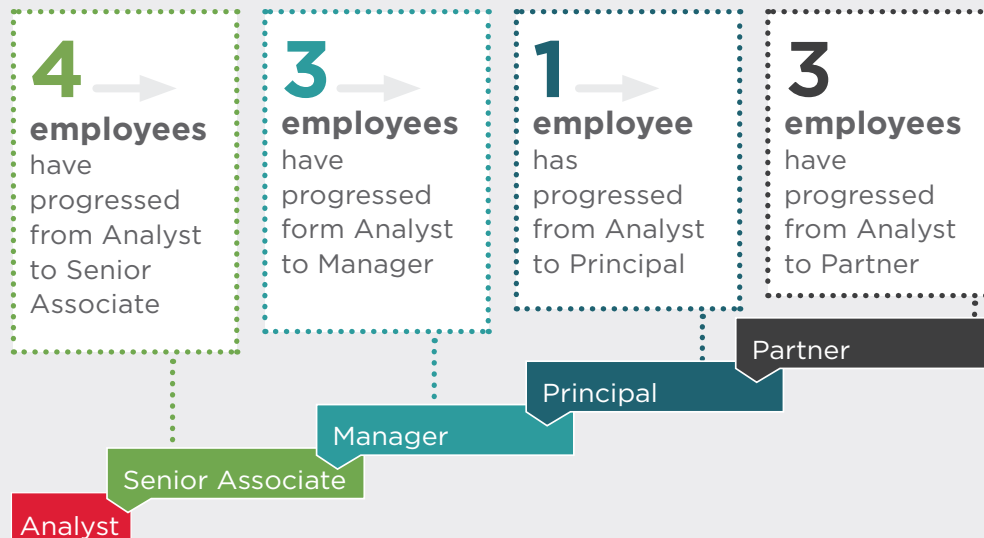 4
employees
have
progressed
from Analyst
to Senior
Associate
3
employees
have
progressed
form Analyst
to Manager
1
employee
has
progressed
from Analyst
to Principal
3
employees
have
progressed
from Analyst
to Partner
Partner
Principal
Manager
Senior Associate
Analyst